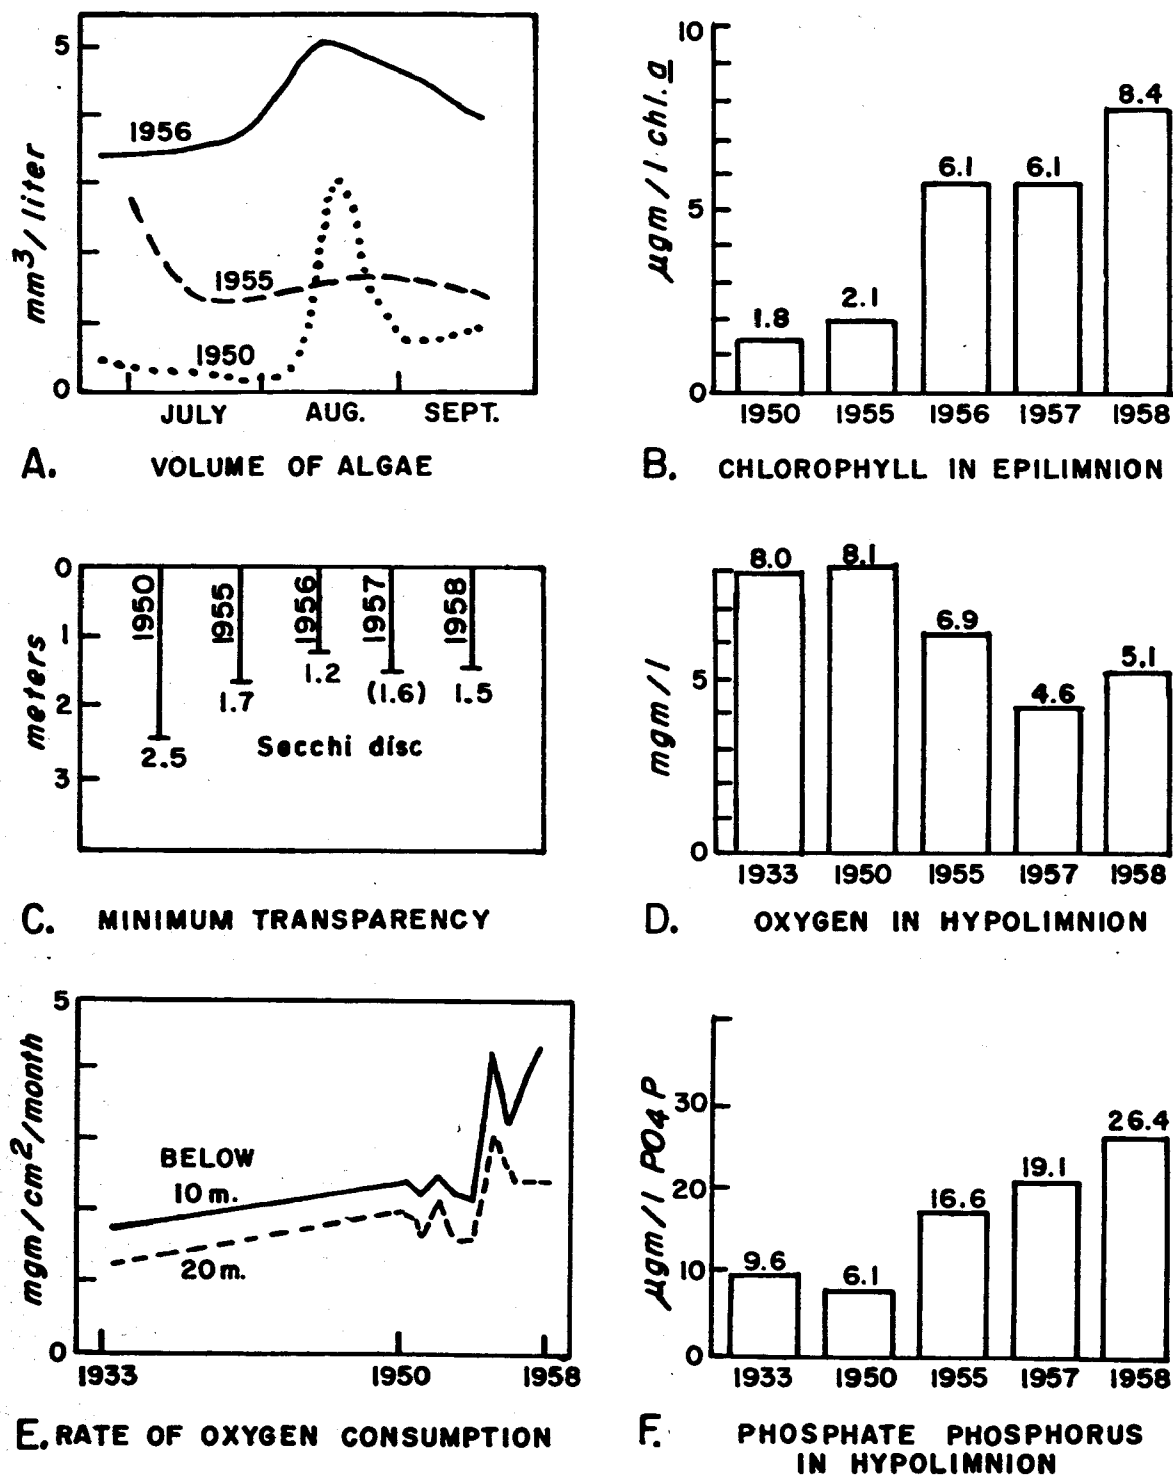 5
mm³/liter
0
1956
1955
1950
JULY AUG. SEPT.
A. VOLUME OF ALGAE
10
5
0
µgm/l chl. a
1.8
2.1
6.1
6.1
8.4
1950 1955 1956 1957 1958
B. CHLOROPHYLL IN EPILIMNION
0
1
2
3
meters
1950
1955
1956
1957
1958
2.5
1.7
1.2
(1.6)
1.5
Secchi disc
C. MINIMUM TRANSPARENCY
5
0
mgm/l
8.0
8.1
6.9
4.6
5.1
1933 1950 1955 1957 1958
D. OXYGEN IN HYPOLIMNION
5
0
mgm/cm²/month
BELOW
10 m.
20 m.
1933 1950 1958
E. RATE OF OXYGEN CONSUMPTION
30
20
10
0
µgm/l PO4 P
9.6
6.1
16.6
19.1
26.4
1933 1950 1955 1957 1958
F. PHOSPHATE PHOSPHORUS
IN HYPOLIMNION